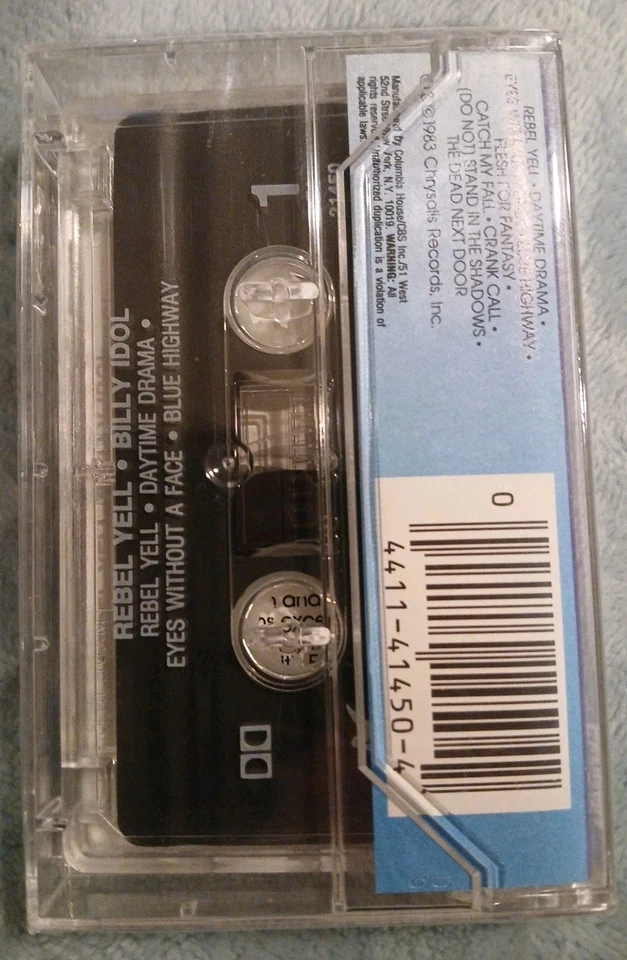 REBEL YELL • BILLY IDOL
REBEL YELL • DAYTIME DRAMA •
EYES WITHOUT A FACE • BLUE HIGHWAY
1
REBEL YELL • DAYTIME DRAMA •
EYES HIGHWAY •
FLESH FOR FANTASY •
CATCH MY FALL • CRANK CALL •
(DO NOT) STAND IN THE SHADOWS •
THE DEAD NEXT DOOR
1983 Chrysalis Records, Inc.
Manufactured by Columbia House/CBS Inc./51 West
52nd Street, New York, N.Y. 10019. WARNING: All
rights reserved. Unauthorized duplication is a violation of
applicable laws.
0
4411-41450-4